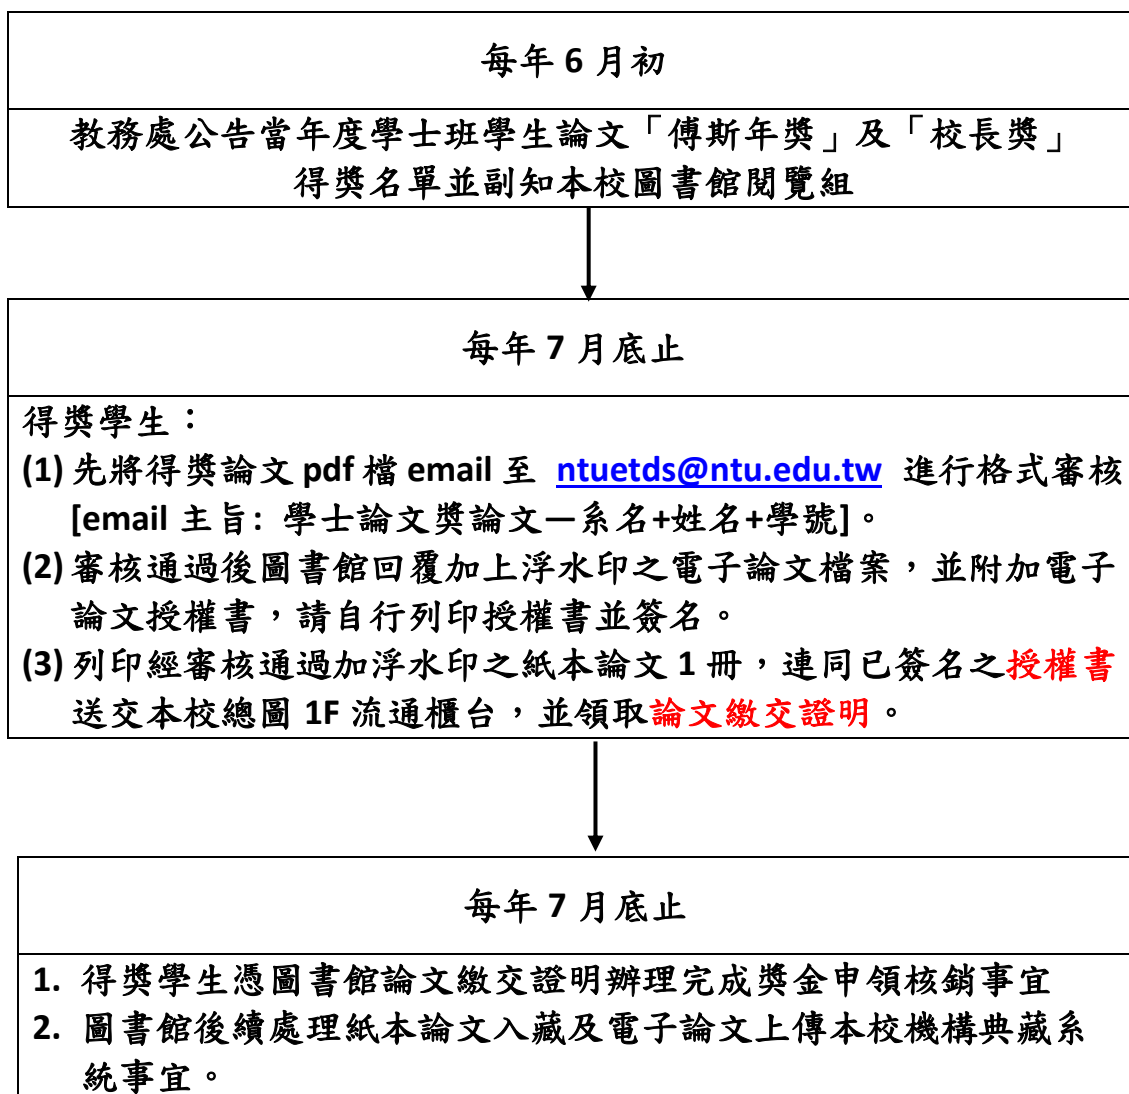 每年 6 月初
教務處公告當年度學士班學生論文「傅斯年獎」及「校長獎」
得獎名單並副知本校圖書館閱覽組
每年 7 月底止
得獎學生：
(1) 先將得獎論文 pdf 檔 email 至 ntuetds@ntu.edu.tw 進行格式審核
[email 主旨: 學士論文獎論文—系名+姓名+學號]。
(2) 審核通過後圖書館回覆加上浮水印之電子論文檔案，並附加電子
論文授權書，請自行列印授權書並簽名。
(3) 列印經審核通過加浮水印之紙本論文 1 冊，連同已簽名之授權書
送交本校總圖 1F 流通櫃台，並領取論文繳交證明。
每年 7 月底止
1. 得獎學生憑圖書館論文繳交證明辦理完成獎金申領核銷事宜
2. 圖書館後續處理紙本論文入藏及電子論文上傳本校機構典藏系
統事宜。